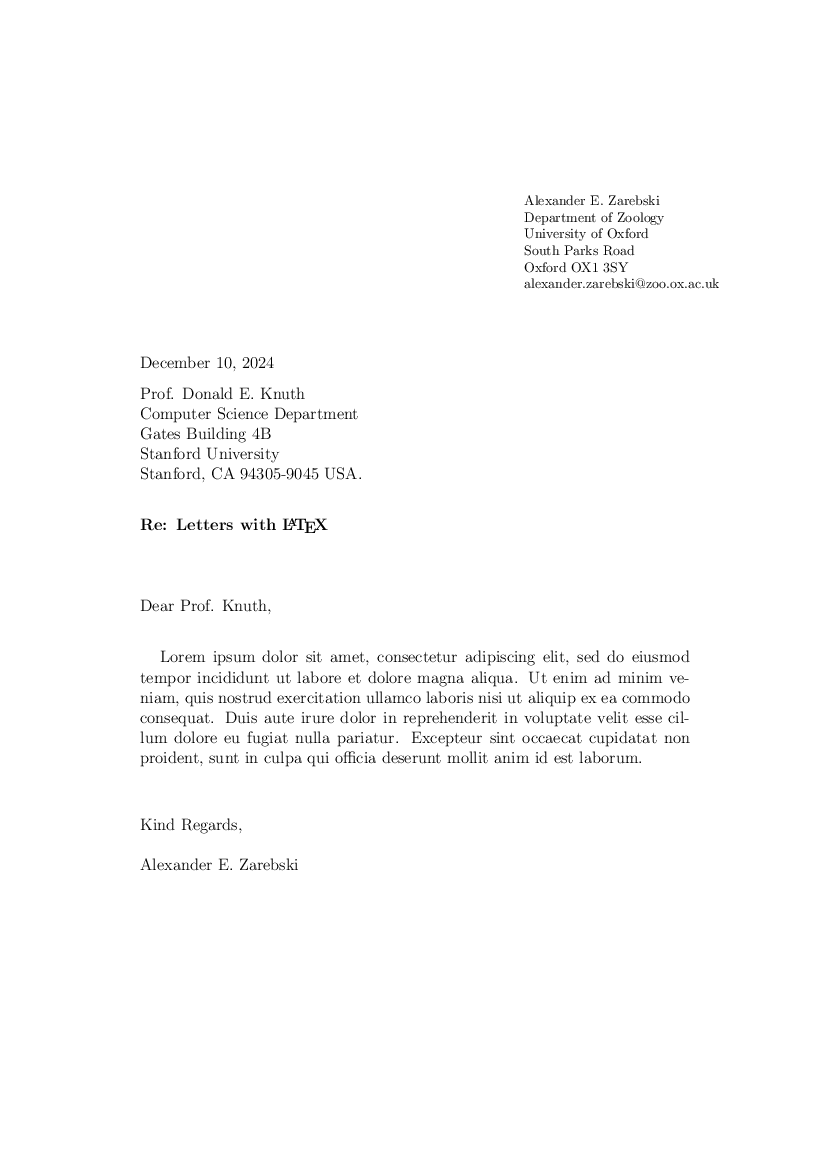 Alexander E. Zarebski
Department of Zoology
University of Oxford
South Parks Road
Oxford OX1 3SY
alexander.zarebski@zoo.ox.ac.uk
December 10, 2024
Prof. Donald E. Knuth
Computer Science Department
Gates Building 4B
Stanford University
Stanford, CA 94305-9045 USA.
Re: Letters with LATEX
Dear Prof. Knuth,
Lorem ipsum dolor sit amet, consectetur adipiscing elit, sed do eiusmod
tempor incididunt ut labore et dolore magna aliqua. Ut enim ad minim ve-
niam, quis nostrud exercitation ullamco laboris nisi ut aliquip ex ea commodo
consequat. Duis aute irure dolor in reprehenderit in voluptate velit esse cil-
lum dolore eu fugiat nulla pariatur. Excepteur sint occaecat cupidatat non
proident, sunt in culpa qui officia deserunt mollit anim id est laborum.
Kind Regards,
Alexander E. Zarebski